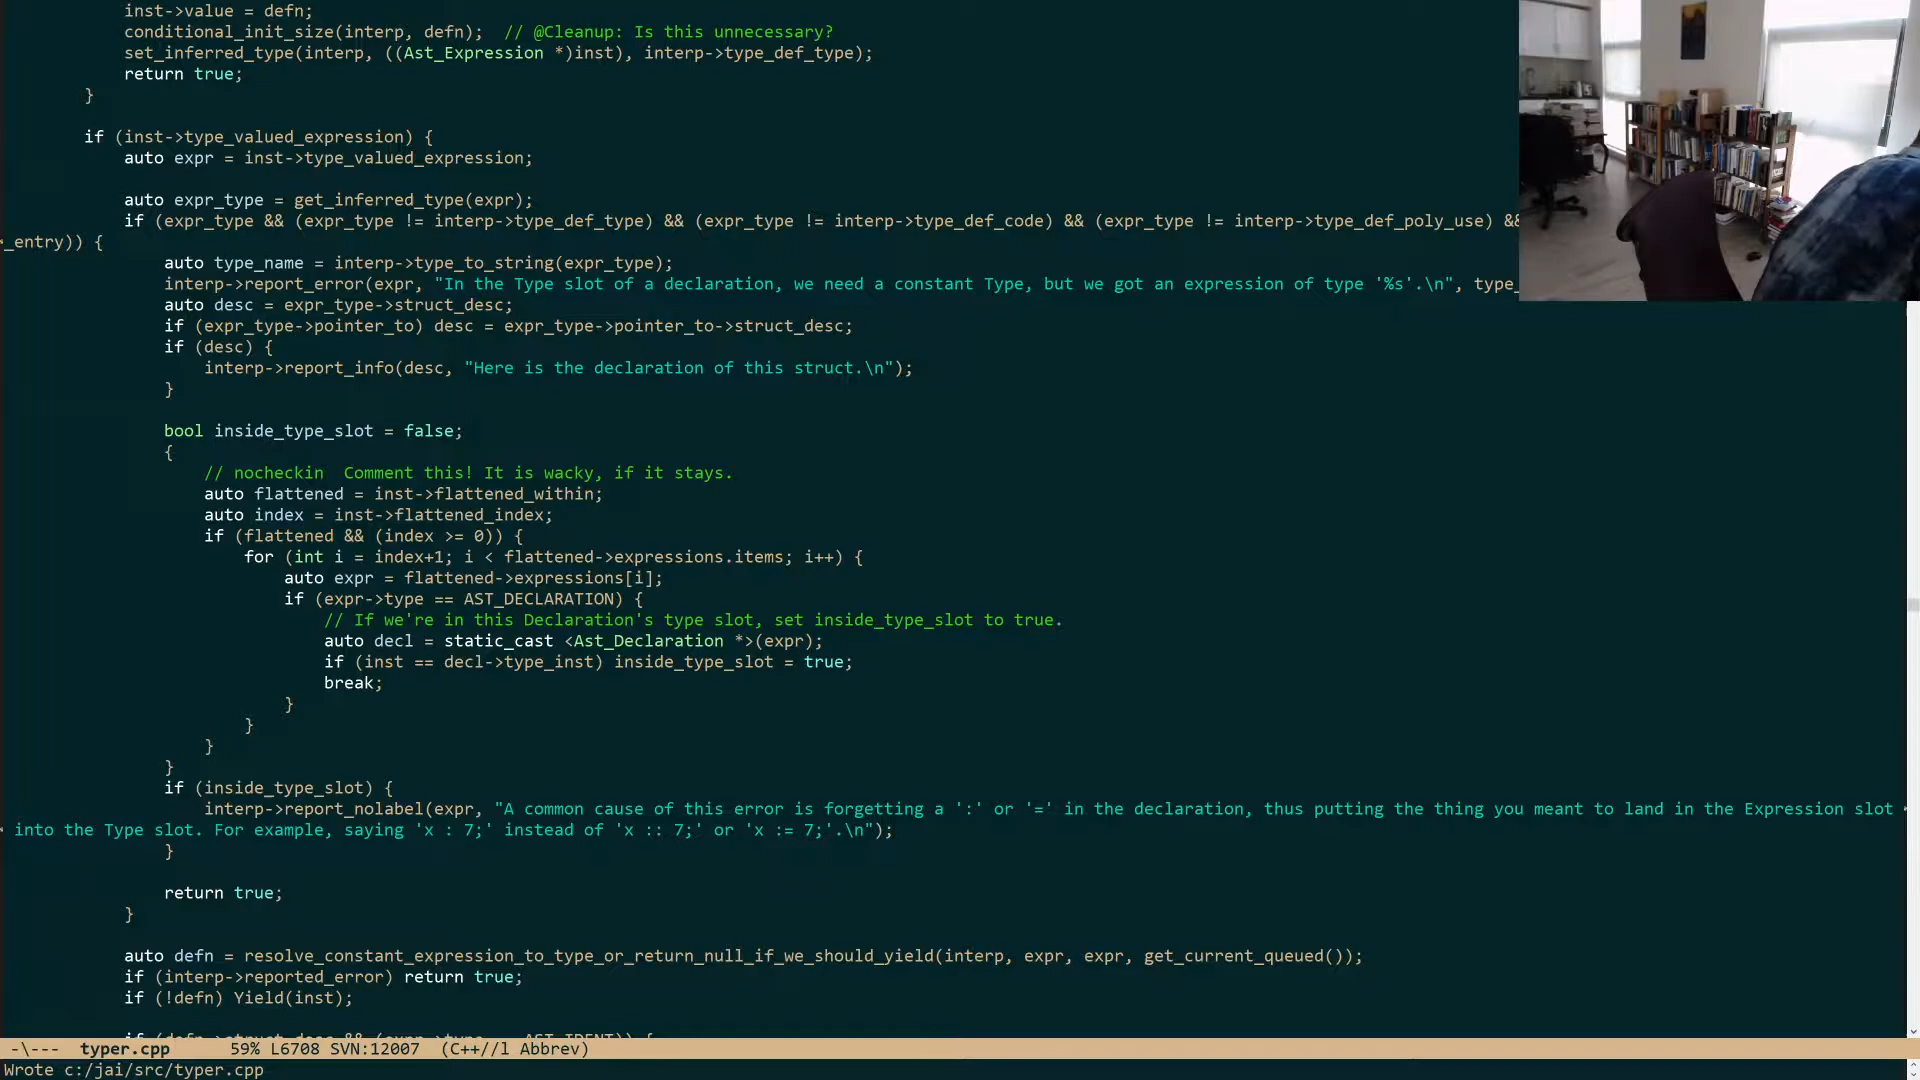 inst->value = defn;
conditional_init_size(interp, defn);  // @Cleanup: Is this unnecessary?
set_inferred_type(interp, ((Ast_Expression *)inst), interp->type_def_type);
return true;
}
if (inst->type_valued_expression) {
auto expr = inst->type_valued_expression;
auto expr_type = get_inferred_type(expr);
if (expr_type && (expr_type != interp->type_def_type) && (expr_type != interp->type_def_code) && (expr_type != interp->type_def_poly_use) &&
_entry)) {
auto type_name = interp->type_to_string(expr_type);
interp->report_error(expr, "In the Type slot of a declaration, we need a constant Type, but we got an expression of type '%s'.\n", type_
auto desc = expr_type->struct_desc;
if (expr_type->pointer_to) desc = expr_type->pointer_to->struct_desc;
if (desc) {
interp->report_info(desc, "Here is the declaration of this struct.\n");
}
bool inside_type_slot = false;
{
// nocheckin  Comment this! It is wacky, if it stays.
auto flattened = inst->flattened_within;
auto index = inst->flattened_index;
if (flattened && (index >= 0)) {
for (int i = index+1; i < flattened->expressions.items; i++) {
auto expr = flattened->expressions[i];
if (expr->type == AST_DECLARATION) {
// If we're in this Declaration's type slot, set inside_type_slot to true.
auto decl = static_cast <Ast_Declaration *>(expr);
if (inst == decl->type_inst) inside_type_slot = true;
break;
}
}
}
}
if (inside_type_slot) {
interp->report_nolabel(expr, "A common cause of this error is forgetting a ':' or '=' in the declaration, thus putting the thing you meant to land in the Expression slot
into the Type slot. For example, saying 'x : 7;' instead of 'x :: 7;' or 'x := 7;'.\n");
}
return true;
}
auto defn = resolve_constant_expression_to_type_or_return_null_if_we_should_yield(interp, expr, expr, get_current_queued());
if (interp->reported_error) return true;
if (!defn) Yield(inst);
-\---  typer.cpp      59% L6708 SVN:12007  (C++//l Abbrev)
Wrote c:/jai/src/typer.cpp